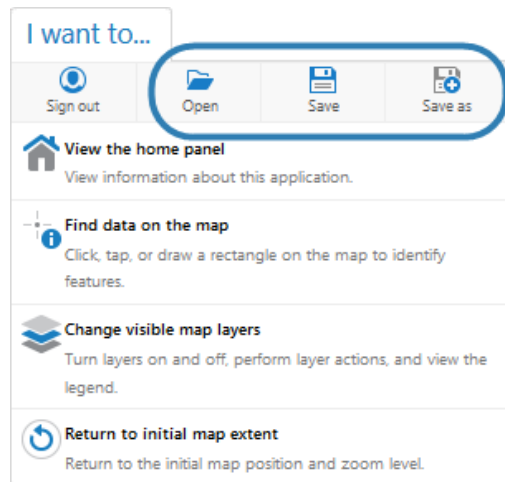 I want to...
Sign out Open Save Save as
View the home panel
View information about this application.
Find data on the map
Click, tap, or draw a rectangle on the map to identify
features.
Change visible map layers
Turn layers on and off, perform layer actions, and view the
legend.
Return to initial map extent
Return to the initial map position and zoom level.